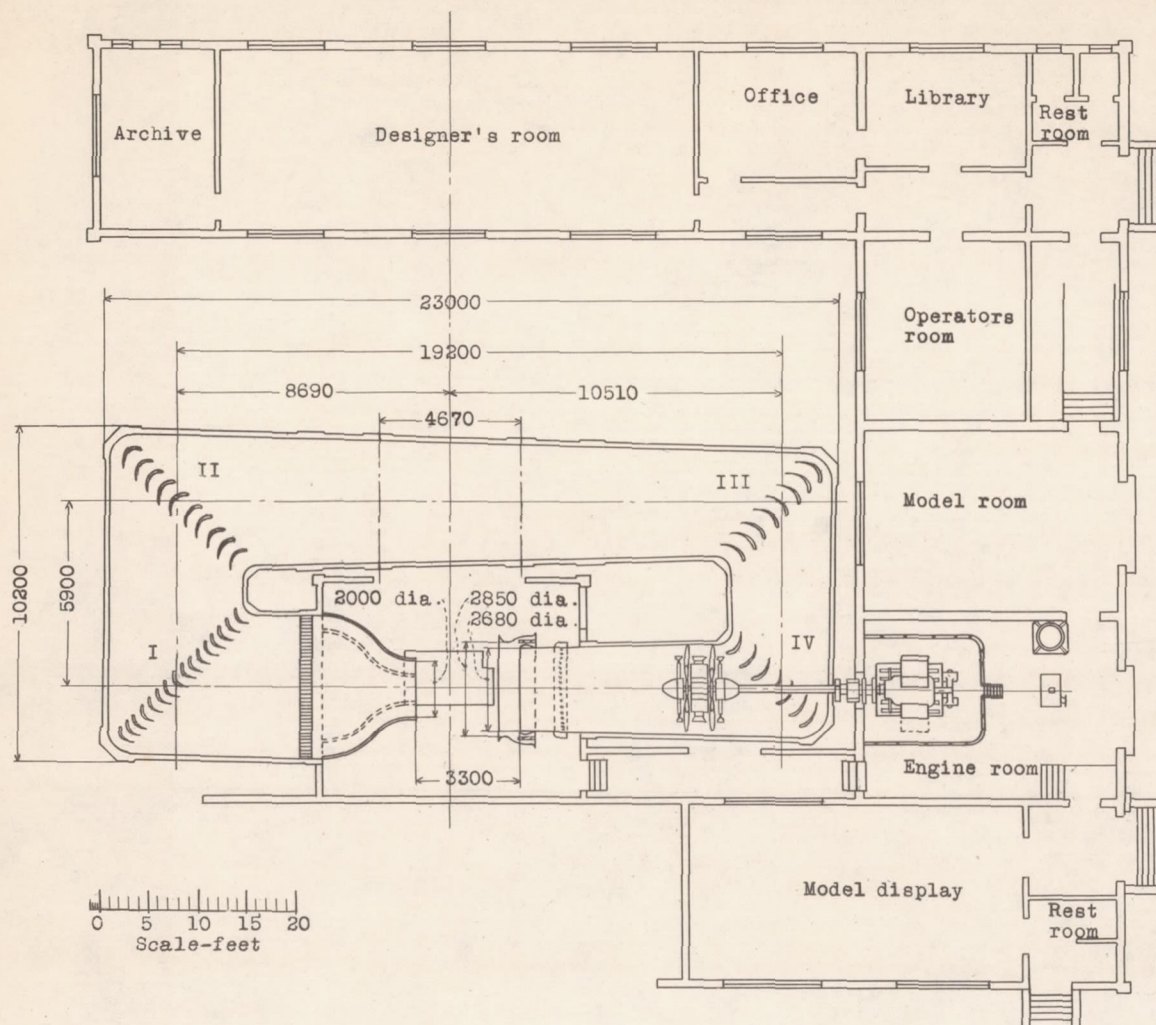 Archive
Designer's room
Office
Library
Rest
room
23000
19200
8690
10510
4670
Operators
room
II
III
Model room
10200
5900
2000 dia.
2850 dia.
2680 dia.
I
IV
3300
Engine room
Model display
Rest
room
0 5 10 15 20
Scale-feet